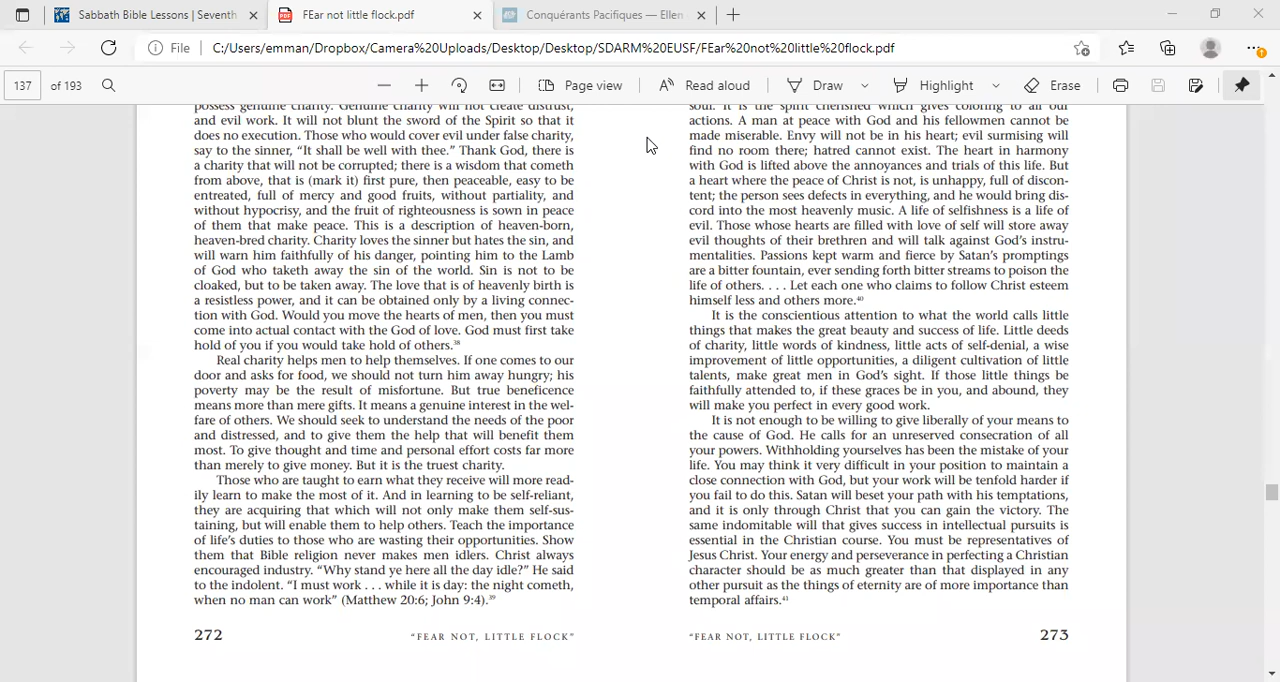 Sabbath Bible Lessons | Seventh
FEar not little flock.pdf
Conquérants Pacifiques — Ellen
File
C:/Users/emman/Dropbox/Camera%20Uploads/Desktop/Desktop/SDARM%20EUSF/FEar%20not%20little%20flock.pdf
137 of 193
Page view
Read aloud
Draw
Highlight
Erase
possess genuine charity. Genuine charity will not create distrust,
and evil work. It will not blunt the sword of the Spirit so that it
does no execution. Those who would cover evil under false charity,
say to the sinner, “It shall be well with thee.” Thank God, there is
a charity that will not be corrupted; there is a wisdom that cometh
from above, that is (mark it) first pure, then peaceable, easy to be
entreated, full of mercy and good fruits, without partiality, and
without hypocrisy, and the fruit of righteousness is sown in peace
of them that make peace. This is a description of heaven-born,
heaven-bred charity. Charity loves the sinner but hates the sin, and
will warn him faithfully of his danger, pointing him to the Lamb
of God who taketh away the sin of the world. Sin is not to be
cloaked, but to be taken away. The love that is of heavenly birth is
a resistless power, and it can be obtained only by a living connec-
tion with God. Would you move the hearts of men, then you must
come into actual contact with the God of love. God must first take
hold of you if you would take hold of others.³⁸
Real charity helps men to help themselves. If one comes to our
door and asks for food, we should not turn him away hungry; his
poverty may be the result of misfortune. But true beneficence
means more than mere gifts. It means a genuine interest in the wel-
fare of others. We should seek to understand the needs of the poor
and distressed, and to give them the help that will benefit them
most. To give thought and time and personal effort costs far more
than merely to give money. But it is the truest charity.
Those who are taught to earn what they receive will more read-
ily learn to make the most of it. And in learning to be self-reliant,
they are acquiring that which will not only make them self-sus-
taining, but will enable them to help others. Teach the importance
of life’s duties to those who are wasting their opportunities. Show
them that Bible religion never makes men idlers. Christ always
encouraged industry. “Why stand ye here all the day idle?” He said
to the indolent. “I must work . . . while it is day: the night cometh,
when no man can work” (Matthew 20:6; John 9:4).³⁹
272
“FEAR NOT, LITTLE FLOCK”
soul. It is the spirit cherished which gives coloring to all our
actions. A man at peace with God and his fellowmen cannot be
made miserable. Envy will not be in his heart; evil surmising will
find no room there; hatred cannot exist. The heart in harmony
with God is lifted above the annoyances and trials of this life. But
a heart where the peace of Christ is not, is unhappy, full of discon-
tent; the person sees defects in everything, and he would bring dis-
cord into the most heavenly music. A life of selfishness is a life of
evil. Those whose hearts are filled with love of self will store away
evil thoughts of their brethren and will talk against God’s instru-
mentalities. Passions kept warm and fierce by Satan’s promptings
are a bitter fountain, ever sending forth bitter streams to poison the
life of others. . . . Let each one who claims to follow Christ esteem
himself less and others more.⁴⁰
It is the conscientious attention to what the world calls little
things that makes the great beauty and success of life. Little deeds
of charity, little words of kindness, little acts of self-denial, a wise
improvement of little opportunities, a diligent cultivation of little
talents, make great men in God’s sight. If those little things be
faithfully attended to, if these graces be in you, and abound, they
will make you perfect in every good work.
It is not enough to be willing to give liberally of your means to
the cause of God. He calls for an unreserved consecration of all
your powers. Withholding yourselves has been the mistake of your
life. You may think it very difficult in your position to maintain a
close connection with God, but your work will be tenfold harder if
you fail to do this. Satan will beset your path with his temptations,
and it is only through Christ that you can gain the victory. The
same indomitable will that gives success in intellectual pursuits is
essential in the Christian course. You must be representatives of
Jesus Christ. Your energy and perseverance in perfecting a Christian
character should be as much greater than that displayed in any
other pursuit as the things of eternity are of more importance than
temporal affairs.⁴¹
“FEAR NOT, LITTLE FLOCK”
273